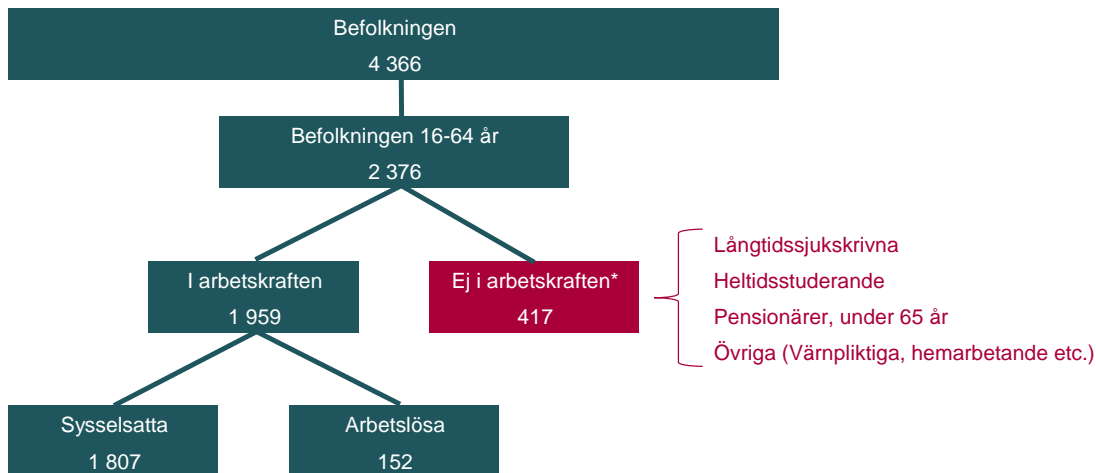 Befolkningen
4 366
Befolkningen 16-64 år
2 376
I arbetskraften
1 959
Ej i arbetskraften*
417
Långtidssjukskrivna
Heltidsstuderande
Pensionärer, under 65 år
Övriga (Värnpliktiga, hemarbetande etc.)
Sysselsatta
1 807
Arbetslösa
152